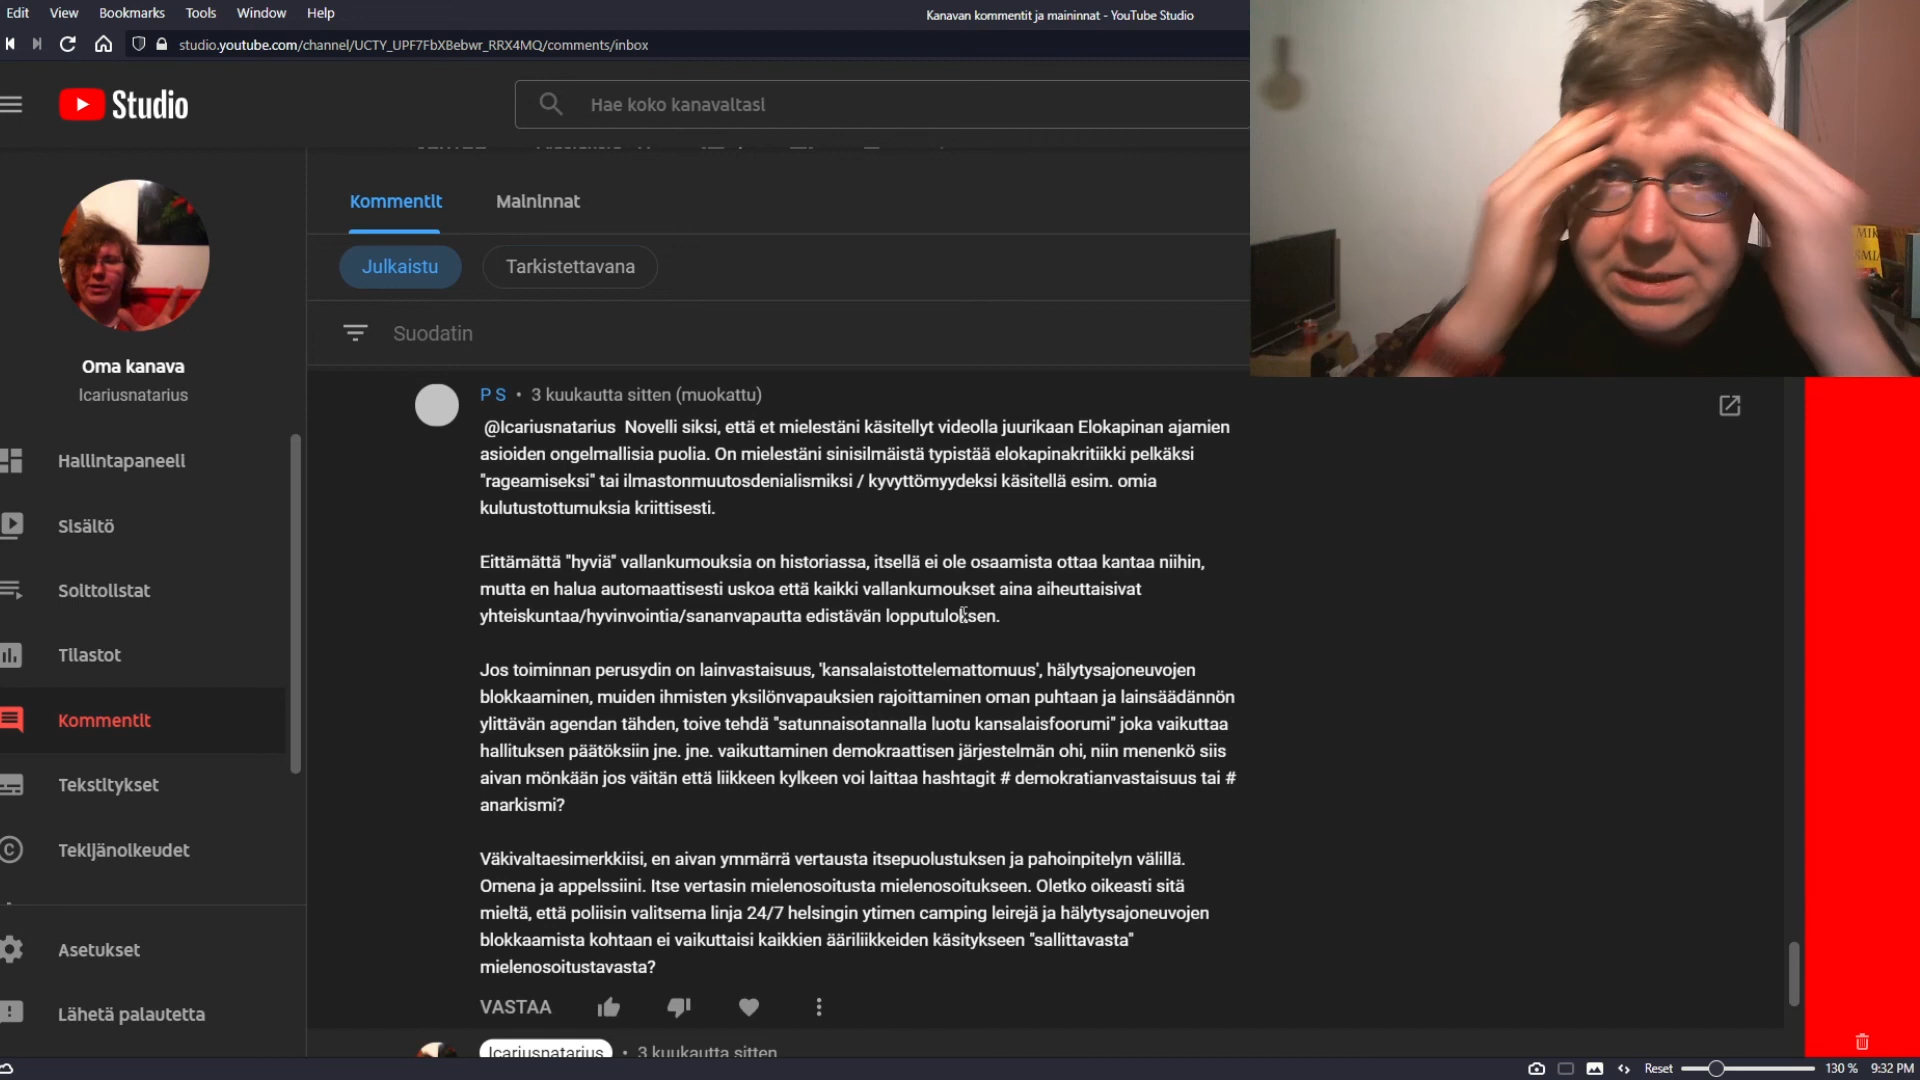 Edit View Bookmarks Tools Window Help
Kanavan kommentit ja maininnat - YouTube Studio
studio.youtube.com/channel/UCTY_UPF7FbXBebwr_RRX4MQ/comments/inbox
Studio
Hae koko kanavaltasi
Kommentit Maininnat
Julkaistu Tarkistettavana
Suodatin
Oma kanava
Icariusnatarius
Hallintapaneeli
Sisältö
Soittolistat
Tilastot
Kommentit
Tekstitykset
Tekijänoikeudet
Asetukset
Lähetä palautetta
P S • 3 kuukautta sitten (muokattu)
@Icariusnatarius Novelli siksi, että et mielestäni käsitellyt videolla juurikaan Elokapinan ajamien
asioiden ongelmallisia puolia. On mielestäni sinisilmäistä typistää elokapinakritiikki pelkäksi
"rageamiseksi" tai ilmastonmuutosdenialismiksi / kyvyttömyydeksi käsitellä esim. omia
kulutustottumuksia kriittisesti.
Eittämättä "hyviä" vallankumouksia on historiassa, itsellä ei ole osaamista ottaa kantaa niihin,
mutta en halua automaattisesti uskoa että kaikki vallankumoukset aina aiheuttaisivat
yhteiskuntaa/hyvinvointia/sananvapautta edistävän lopputuloksen.
Jos toiminnan perusydin on lainvastaisuus, 'kansalaistottelemattomuus', hälytysajoneuvojen
blokkaaminen, muiden ihmisten yksilönvapauksien rajoittaminen oman puhtaan ja lainsäädännön
ylittävän agendan tähden, toive tehdä "satunnaisotannalla luotu kansalaisfoorumi" joka vaikuttaa
hallituksen päätöksiin jne. jne. vaikuttaminen demokraattisen järjestelmän ohi, niin menenkö siis
aivan mönkään jos väitän että liikkeen kylkeen voi laittaa hashtagit # demokratianvastaisuus tai #
anarkismi?
Väkivaltaesimerkkiisi, en aivan ymmärrä vertausta itsepuolustuksen ja pahoinpitelyn välillä.
Omena ja appelssiini. Itse vertasin mielenosoitusta mielenosoitukseen. Oletko oikeasti sitä
mieltä, että poliisin valitsema linja 24/7 helsingin ytimen camping leirejä ja hälytysajoneuvojen
blokkaamista kohtaan ei vaikuttaisi kaikkien ääriliikkeiden käsitykseen "sallittavasta"
mielenosoitustavasta?
VASTAA
Icariusnatarius • 3 kuukautta sitten
Reset 130 % 9:32 PM